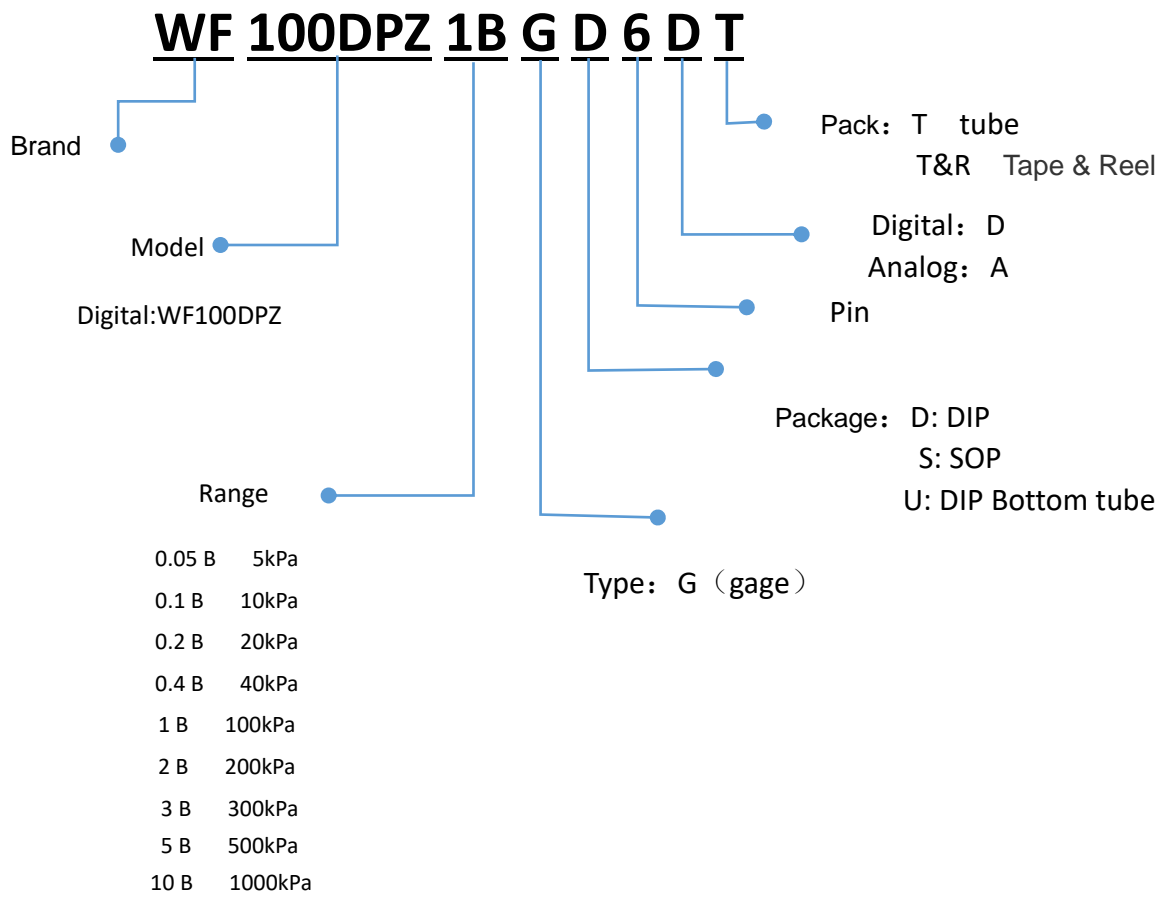 WF 100DPZ 1B G D 6 D T
Brand
Pack：T tube
T&R Tape & Reel
Digital：D
Analog：A
Model
Digital:WF100DPZ
Pin
Package：D: DIP
S: SOP
U: DIP Bottom tube
Range
0.05 B 5kPa
0.1 B 10kPa
0.2 B 20kPa
0.4 B 40kPa
1 B 100kPa
2 B 200kPa
3 B 300kPa
5 B 500kPa
10 B 1000kPa
Type：G（gage）